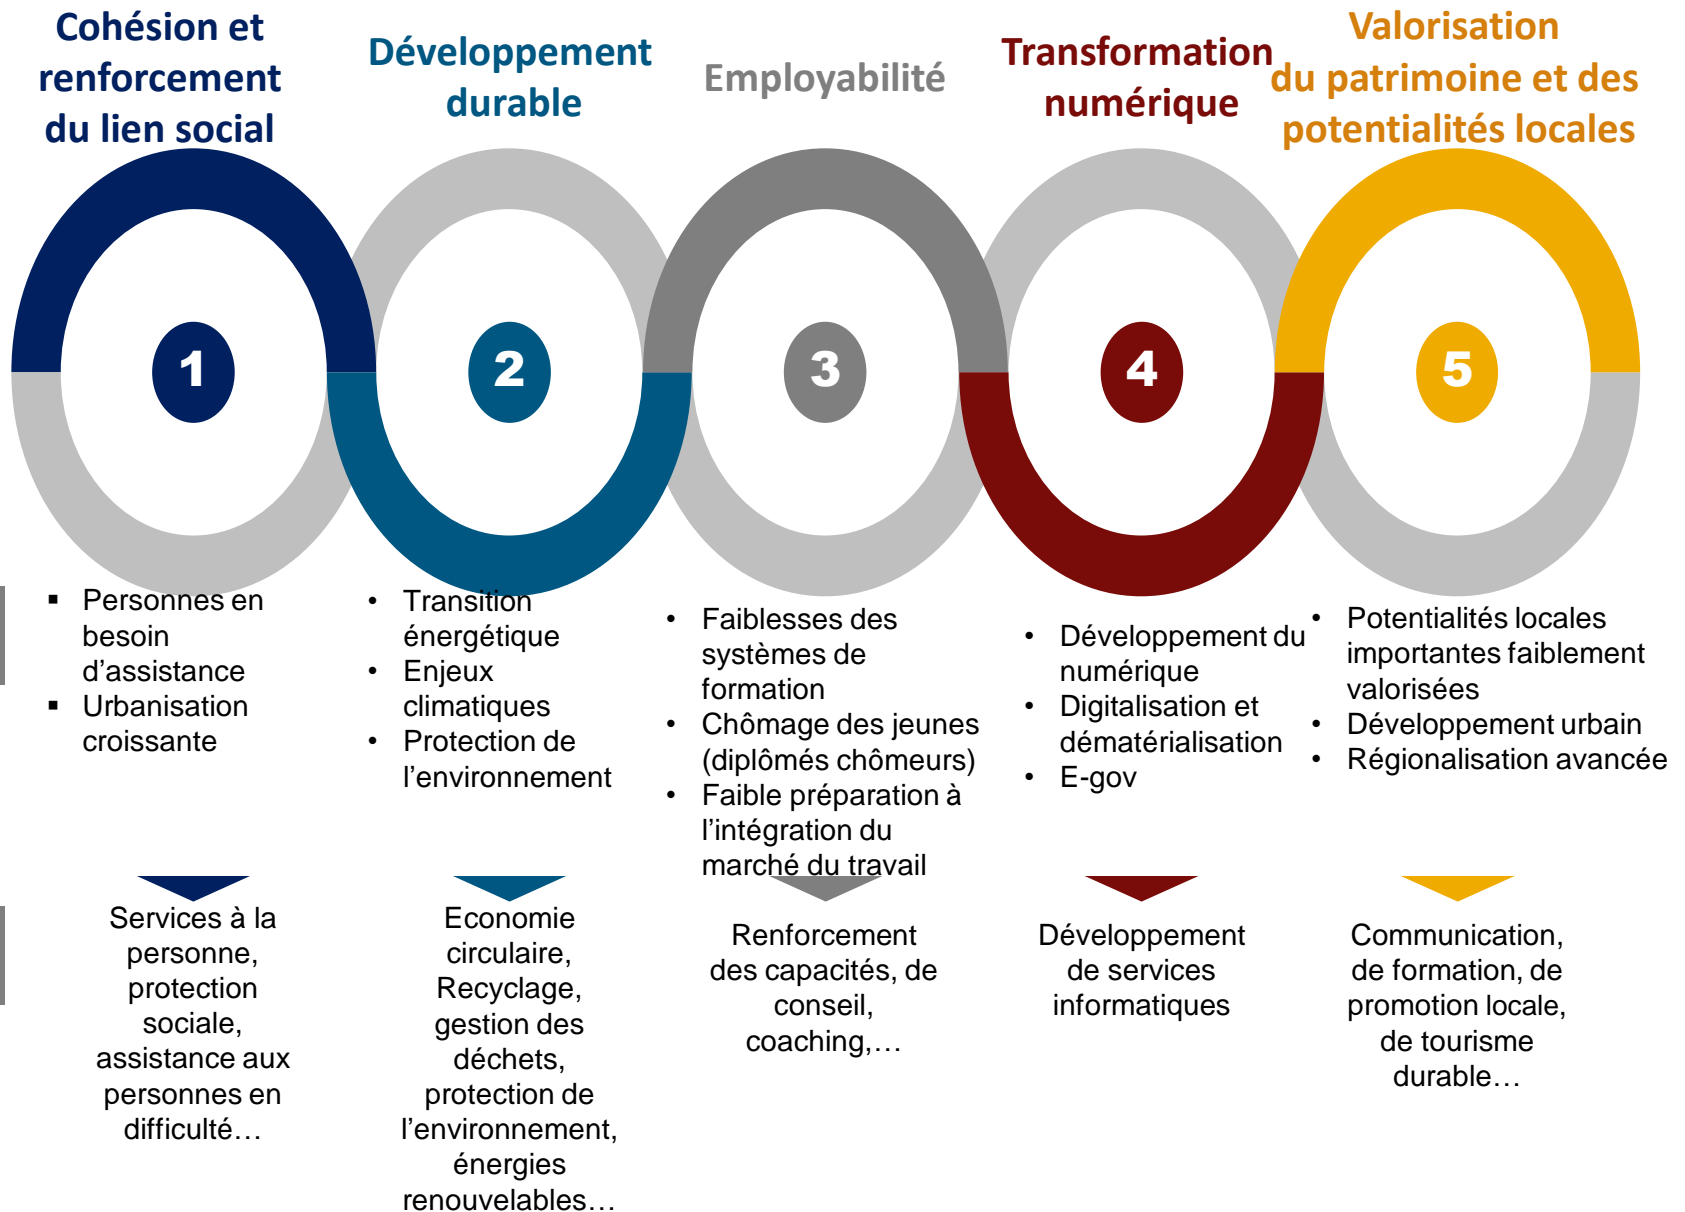 Cohésion et
renforcement
du lien social
Développement
durable
Employabilité
Transformation
numérique
Valorisation
du patrimoine et des
potentialités locales
1
2
3
4
5
▪ Personnes en
besoin
d’assistance
▪ Urbanisation
croissante
• Transition
énergétique
• Enjeux
climatiques
• Protection de
l’environnement
• Faiblesses des
systèmes de
formation
• Chômage des jeunes
(diplômés chômeurs)
• Faible préparation à
l’intégration du
marché du travail
• Développement du
numérique
• Digitalisation et
dématérialisation
• E-gov
• Potentialités locales
importantes faiblement
valorisées
• Développement urbain
• Régionalisation avancée
Services à la
personne,
protection
sociale,
assistance aux
personnes en
difficulté…
Economie
circulaire,
Recyclage,
gestion des
déchets,
protection de
l’environnement,
énergies
renouvelables…
Renforcement
des capacités, de
conseil,
coaching,…
Développement
de services
informatiques
Communication,
de formation, de
promotion locale,
de tourisme
durable…